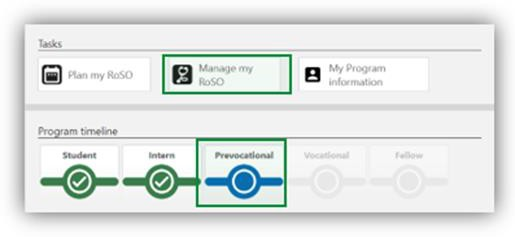 Tasks
Plan my RoSO
Manage my
RoSO
My Program
information
Program timeline
Student
Intern
Prevocational
Vocational
Fellow